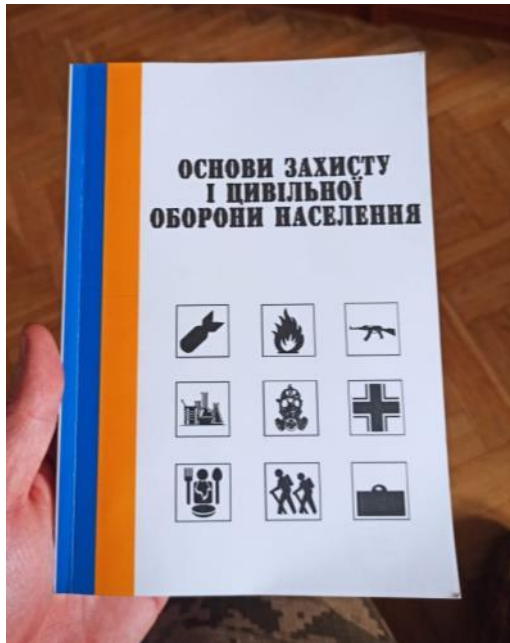 ОСНОВИ ЗАХИСТУ
І ЦИВІЛЬНОЇ
ОБОРОНИ НАСЕЛЕННЯ